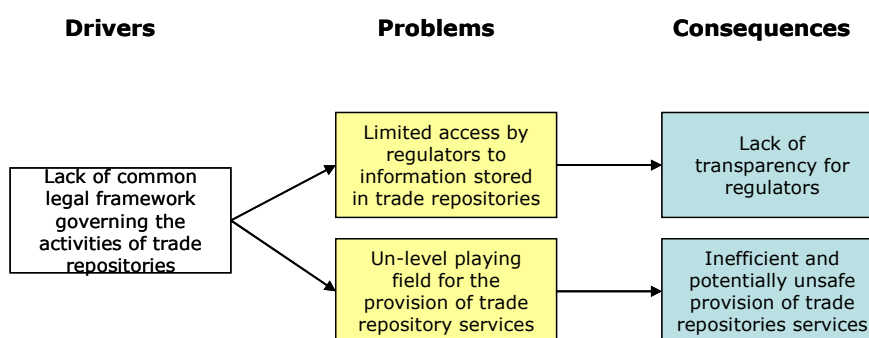 Drivers
Problems
Consequences
Lack of common
legal framework
governing the
activities of trade
repositories
Limited access by
regulators to
information stored
in trade repositories
Lack of
transparency for
regulators
Un-level playing
field for the
provision of trade
repository services
Inefficient and
potentially unsafe
provision of trade
repositories services